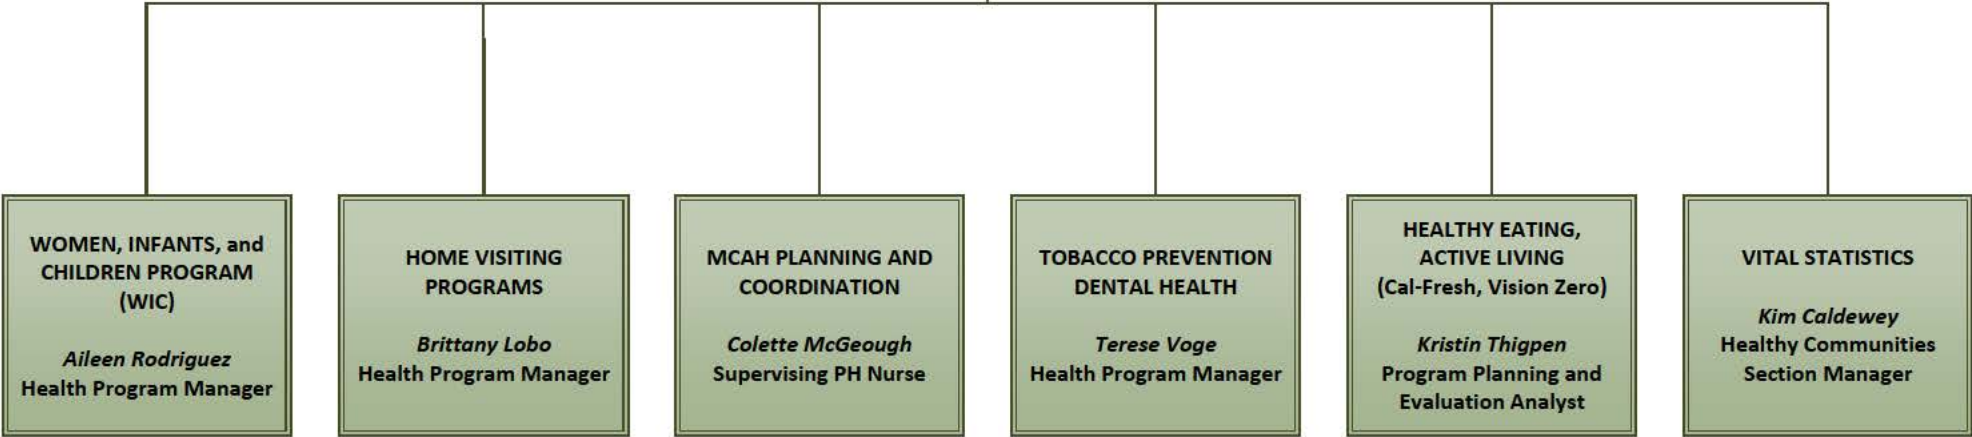 WOMEN, INFANTS, and
CHILDREN PROGRAM
(WIC)
Aileen Rodriguez
Health Program Manager
HOME VISITING
PROGRAMS
Brittany Lobo
Health Program Manager
MCAH PLANNING AND
COORDINATION
Colette McGeough
Supervising PH Nurse
TOBACCO PREVENTION
DENTAL HEALTH
Terese Voge
Health Program Manager
HEALTHY EATING,
ACTIVE LIVING
(Cal-Fresh, Vision Zero)
Kristin Thigpen
Program Planning and
Evaluation Analyst
VITAL STATISTICS
Kim Caldewey
Healthy Communities
Section Manager